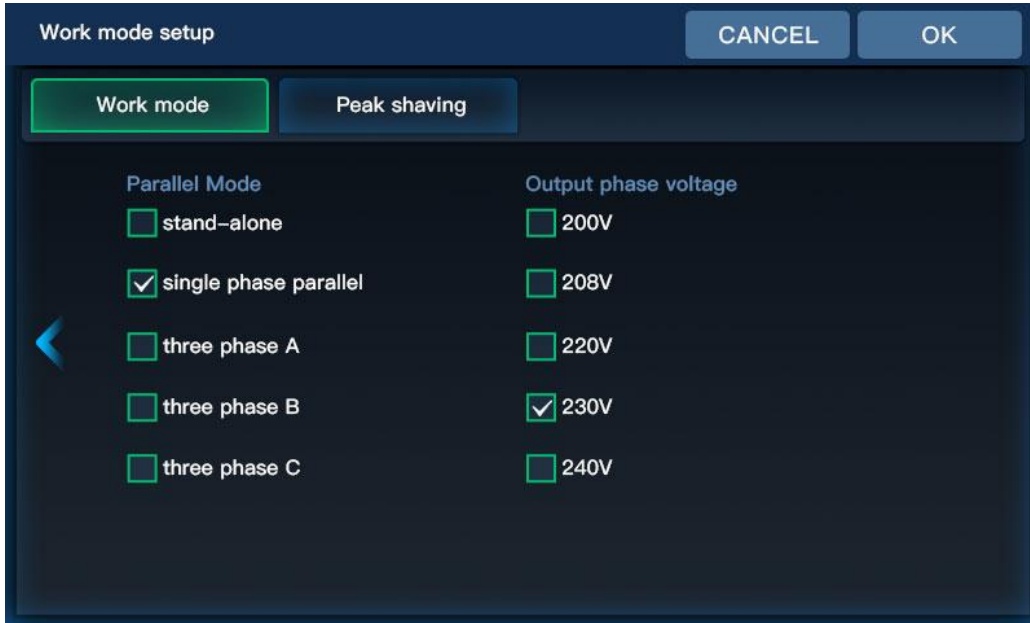 Work mode setup CANCEL OK
Work mode Peak shaving
Parallel Mode Output phase voltage
stand-alone 200V
single phase parallel 208V
three phase A 220V
three phase B 230V
three phase C 240V